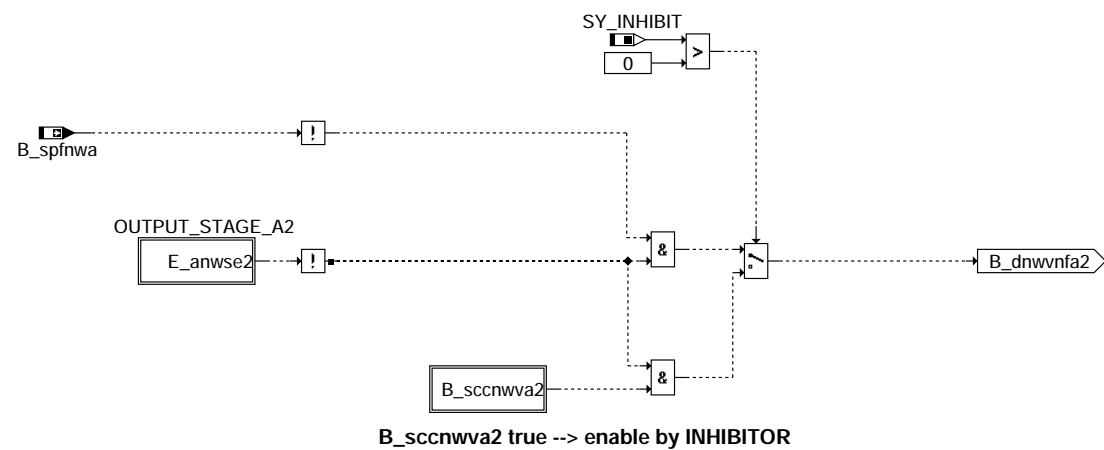 SY_INHIBIT
>
0
!
B_spfnwa
OUTPUT_STAGE_A2
E_anwse2
!
&
B_dnwvnfa2
&
B_sccnwva2
B_sccnwva2 true --> enable by INHIBITOR